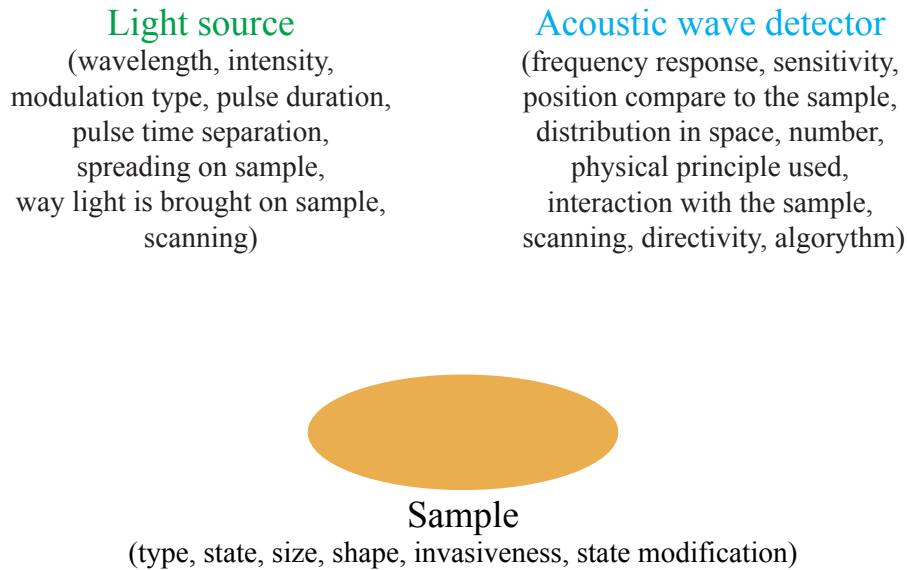 Light source
(wavelength, intensity,
modulation type, pulse duration,
pulse time separation,
spreading on sample,
way light is brought on sample,
scanning)
Acoustic wave detector
(frequency response, sensitivity,
position compare to the sample,
distribution in space, number,
physical principle used,
interaction with the sample,
scanning, directivity, algorythm)
Sample
(type, state, size, shape, invasiveness, state modification)